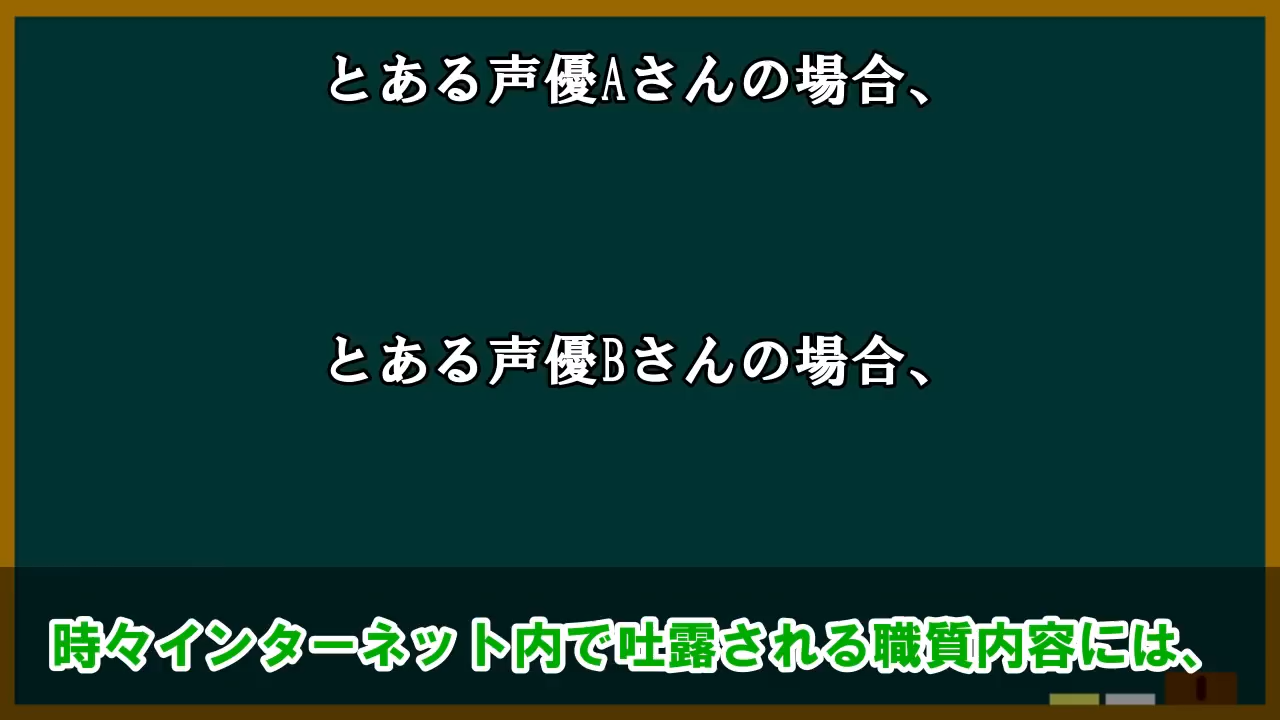 とある声優Aさんの場合、
とある声優Bさんの場合、
時々インターネット内で吐露される職質内容には、